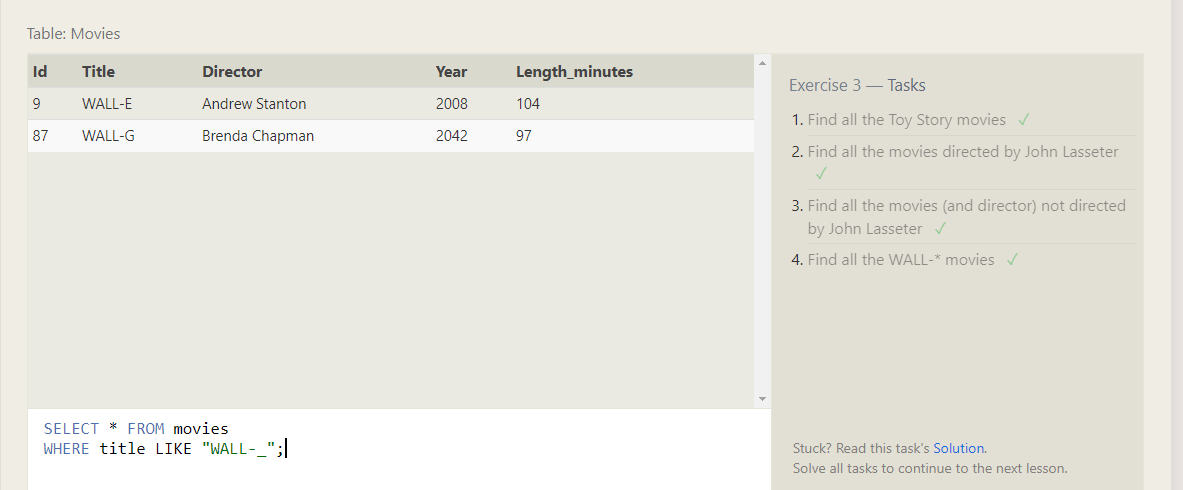 Table: Movies
Id Title Director Year Length_minutes
9 WALL-E Andrew Stanton 2008 104
87 WALL-G Brenda Chapman 2042 97
SELECT * FROM movies
WHERE title LIKE "WALL-_";
Exercise 3 — Tasks
1. Find all the Toy Story movies ✓
2. Find all the movies directed by John Lasseter
✓
3. Find all the movies (and director) not directed
by John Lasseter ✓
4. Find all the WALL-* movies ✓
Stuck? Read this task's Solution.
Solve all tasks to continue to the next lesson.